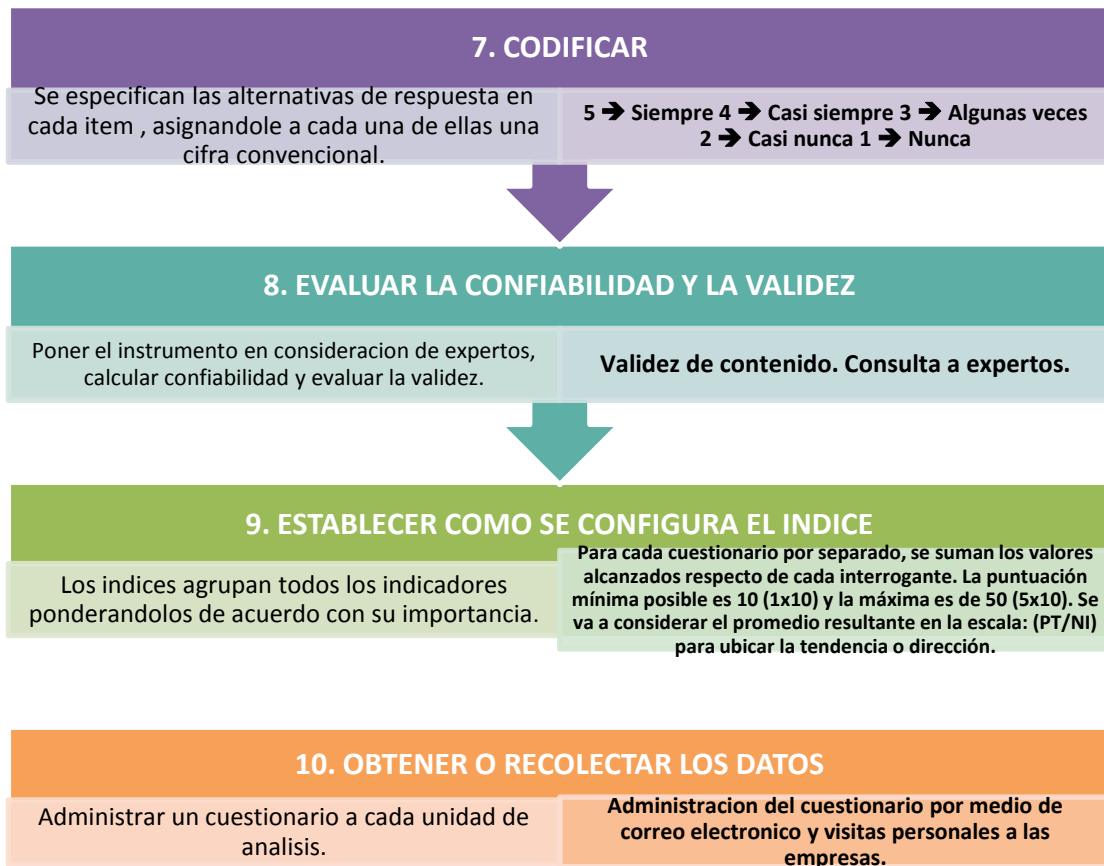 7. CODIFICAR
Se especifican las alternativas de respuesta en
cada item , asignandole a cada una de ellas una
cifra convencional.
5 ➔ Siempre 4 ➔ Casi siempre 3 ➔ Algunas veces
2 ➔ Casi nunca 1 ➔ Nunca
8. EVALUAR LA CONFIABILIDAD Y LA VALIDEZ
Poner el instrumento en consideracion de expertos,
calcular confiabilidad y evaluar la validez.
Validez de contenido. Consulta a expertos.
9. ESTABLECER COMO SE CONFIGURA EL INDICE
Los indices agrupan todos los indicadores
ponderandolos de acuerdo con su importancia.
Para cada cuestionario por separado, se suman los valores
alcanzados respecto de cada interrogante. La puntuación
mínima posible es 10 (1x10) y la máxima es de 50 (5x10). Se
va a considerar el promedio resultante en la escala: (PT/NI)
para ubicar la tendencia o dirección.
10. OBTENER O RECOLECTAR LOS DATOS
Administrar un cuestionario a cada unidad de
analisis.
Administracion del cuestionario por medio de
correo electronico y visitas personales a las
empresas.